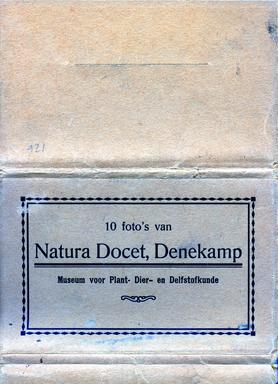 421
10 foto's van
Natura Docet, Denekamp
Museum voor Plant- Dier- en Delfstofkunde